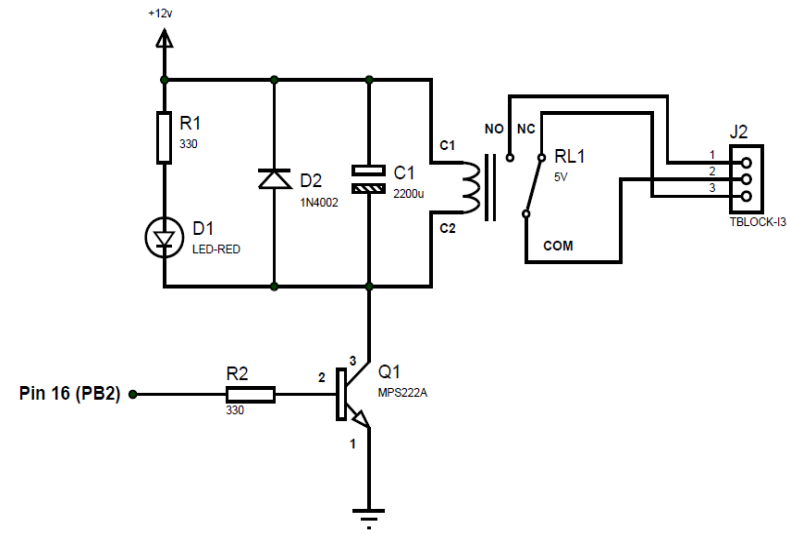 +12v
R1
330
D1
LED-RED
D2
1N4002
C1
2200u
C1
C2
NO NC
RL1
5V
COM
J2
1
2
3
TBLOCK-I3
Pin 16 (PB2)
R2
330
2
3
1
Q1
MPS222A